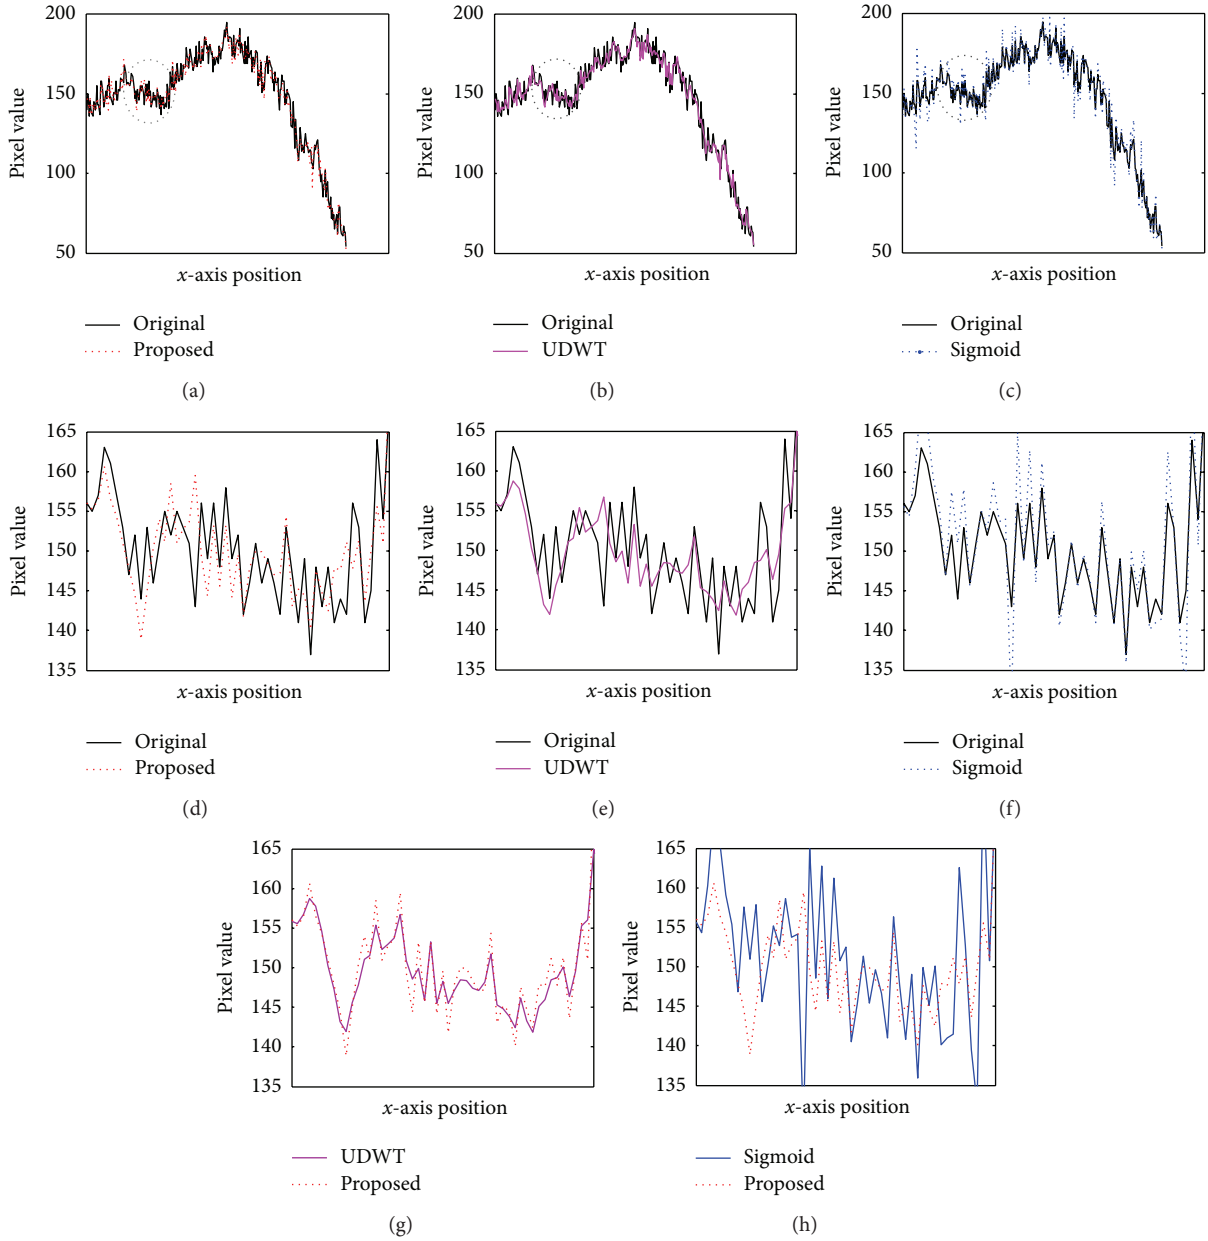 200
150
100
50
Pixel value
x-axis position
Original
Proposed
(a)
200
150
100
50
Pixel value
x-axis position
Original
UDWT
(b)
200
150
100
50
Pixel value
x-axis position
Original
Sigmoid
(c)
165
160
155
150
145
140
135
Pixel value
x-axis position
Original
Proposed
(d)
165
160
155
150
145
140
135
Pixel value
x-axis position
Original
UDWT
(e)
165
160
155
150
145
140
135
Pixel value
x-axis position
Original
Sigmoid
(f)
165
160
155
150
145
140
135
Pixel value
x-axis position
UDWT
Proposed
(g)
165
160
155
150
145
140
135
Pixel value
x-axis position
Sigmoid
Proposed
(h)